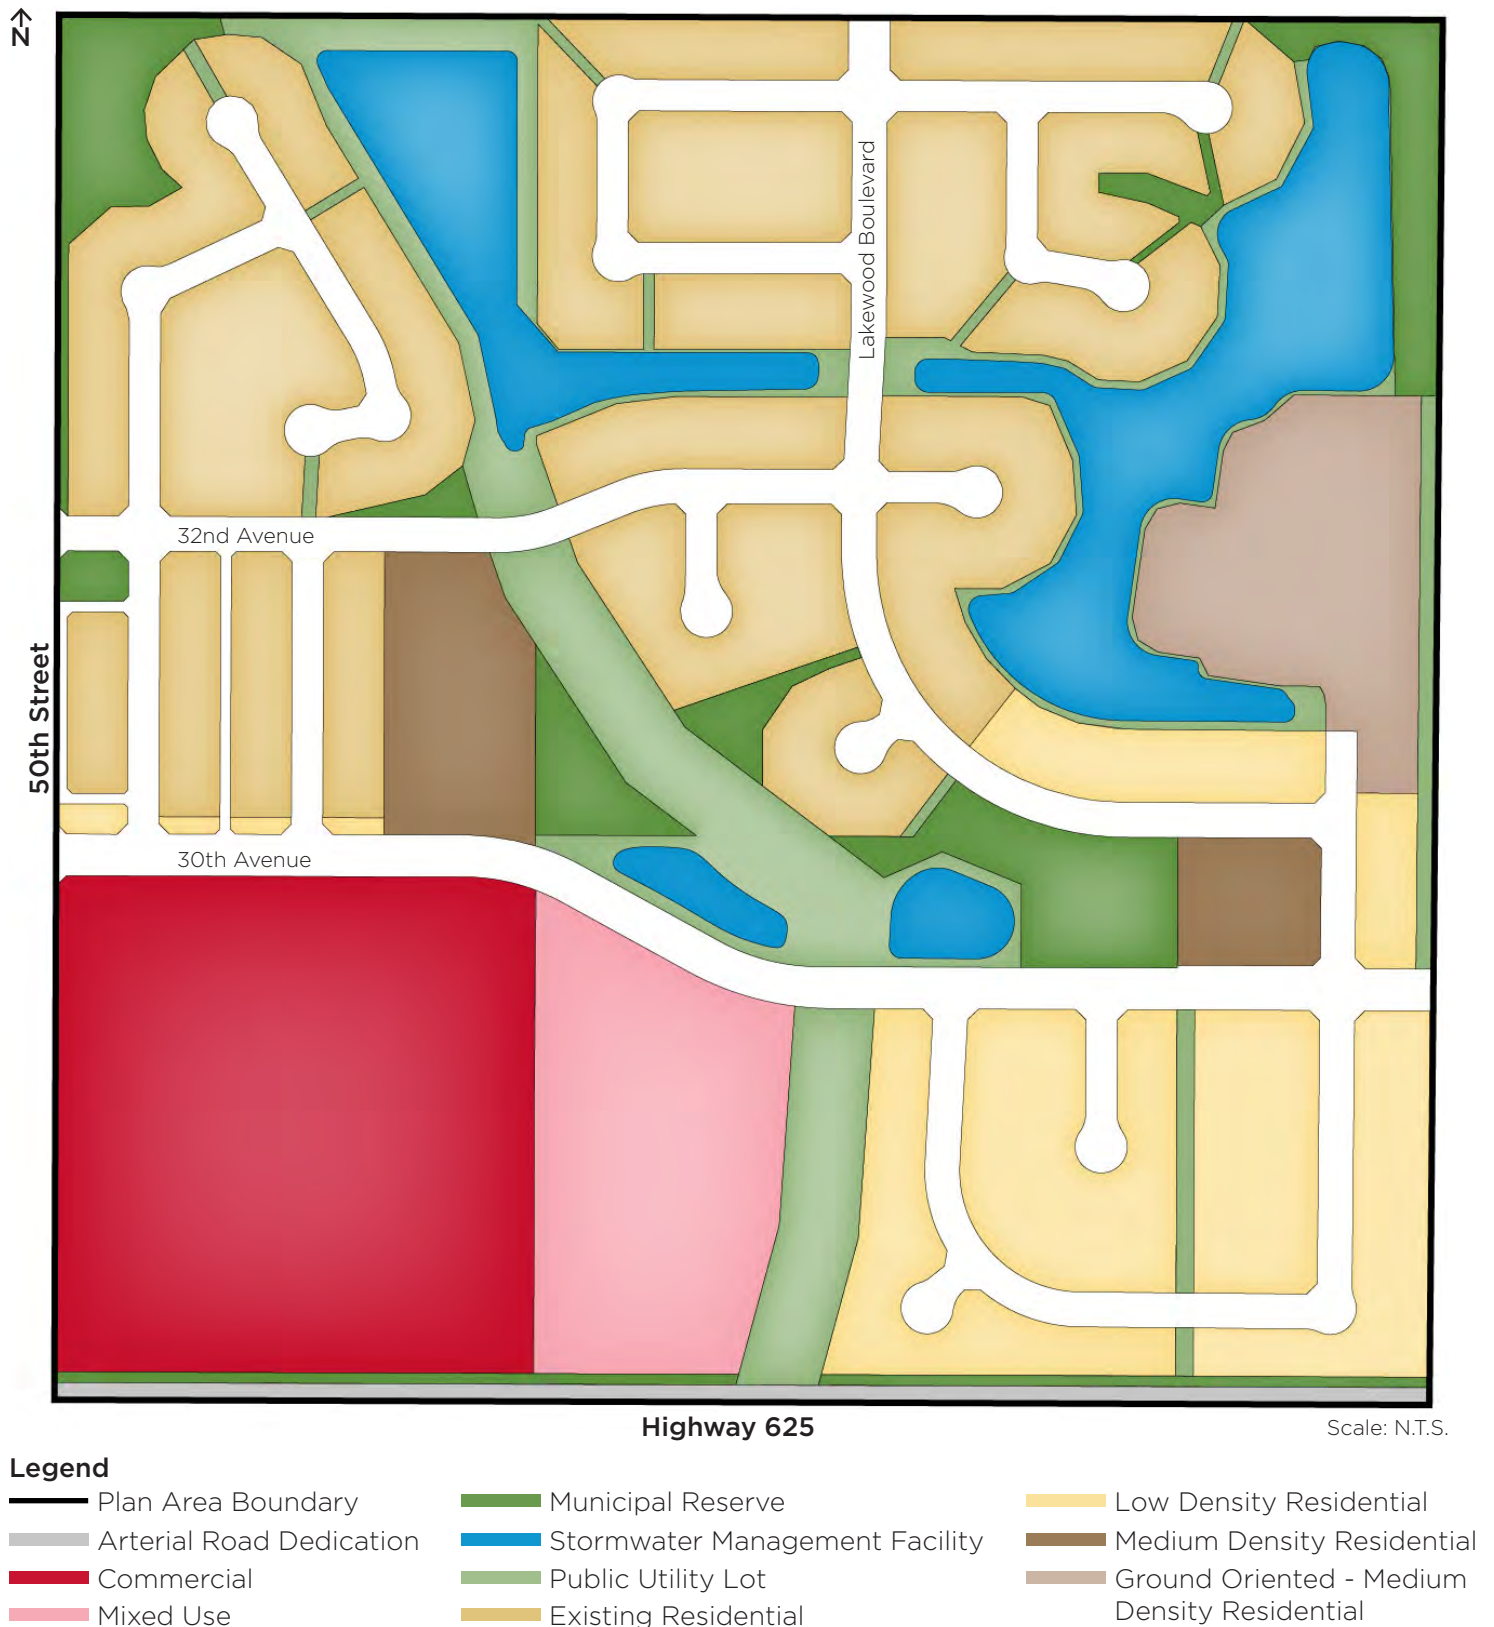 N
Lakewood Boulevard
32nd Avenue
50th Street
30th Avenue
Highway 625
Scale: N.T.S.
Legend
Plan Area Boundary
Arterial Road Dedication
Commercial
Mixed Use
Municipal Reserve
Stormwater Management Facility
Public Utility Lot
Existing Residential
Low Density Residential
Medium Density Residential
Ground Oriented - Medium
Density Residential